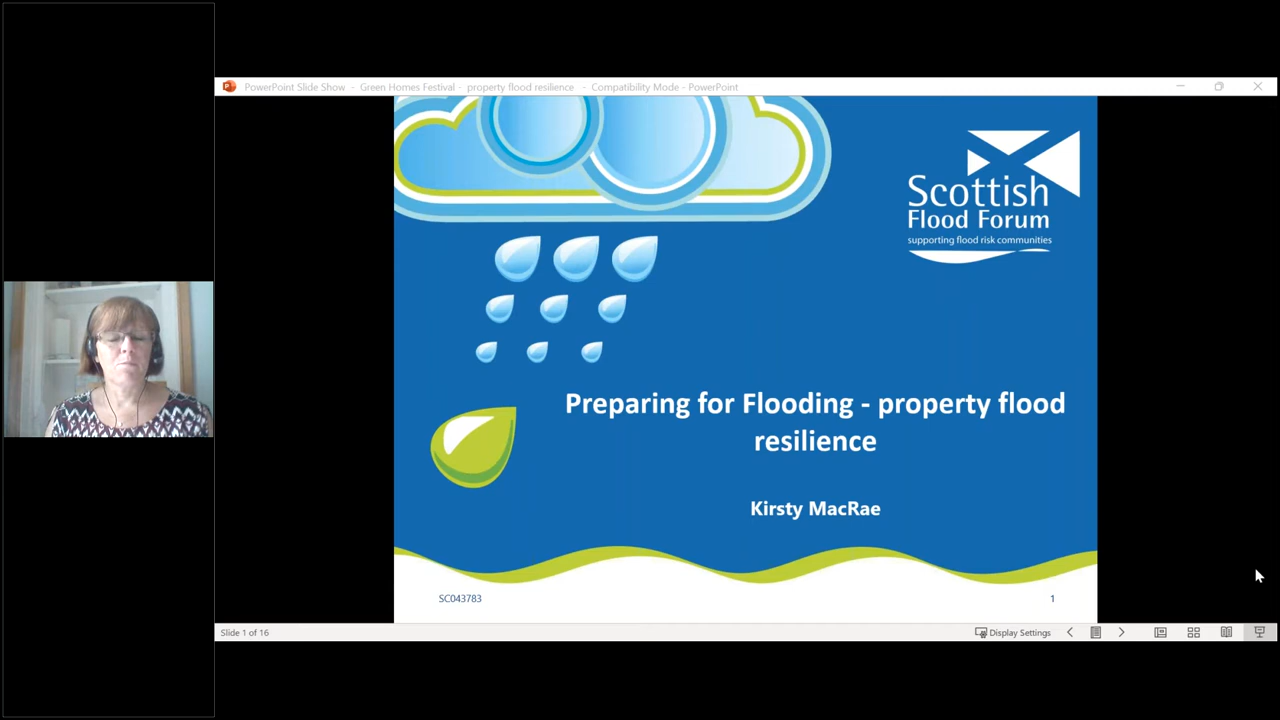 PowerPoint Slide Show - Green Homes Festival - property flood resilience - Compatibility Mode - PowerPoint
Scottish
Flood Forum
supporting flood risk communities
Preparing for Flooding - property flood
resilience
Kirsty MacRae
SC043783
1
Slide 1 of 16
Display Settings